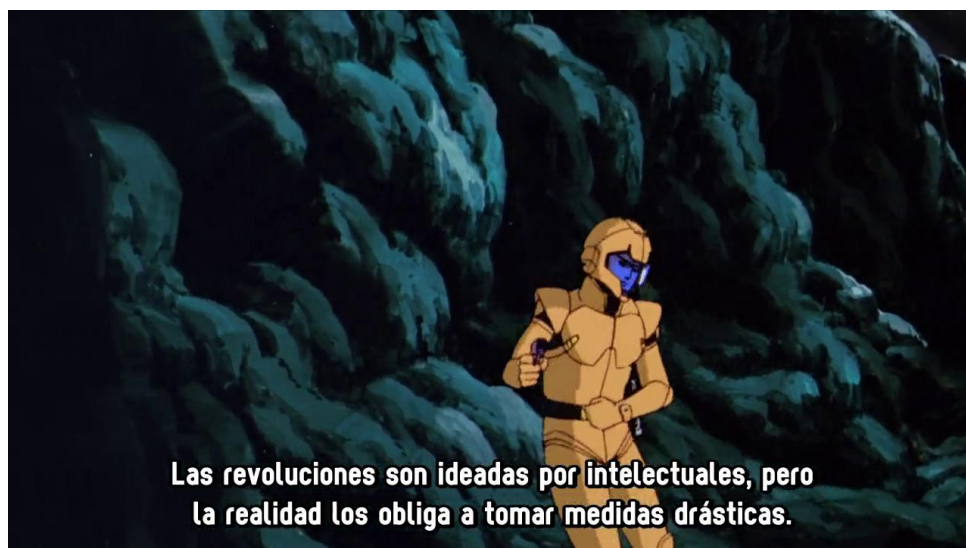 Las revoluciones son ideadas por intelectuales, pero
la realidad los obliga a tomar medidas drásticas.